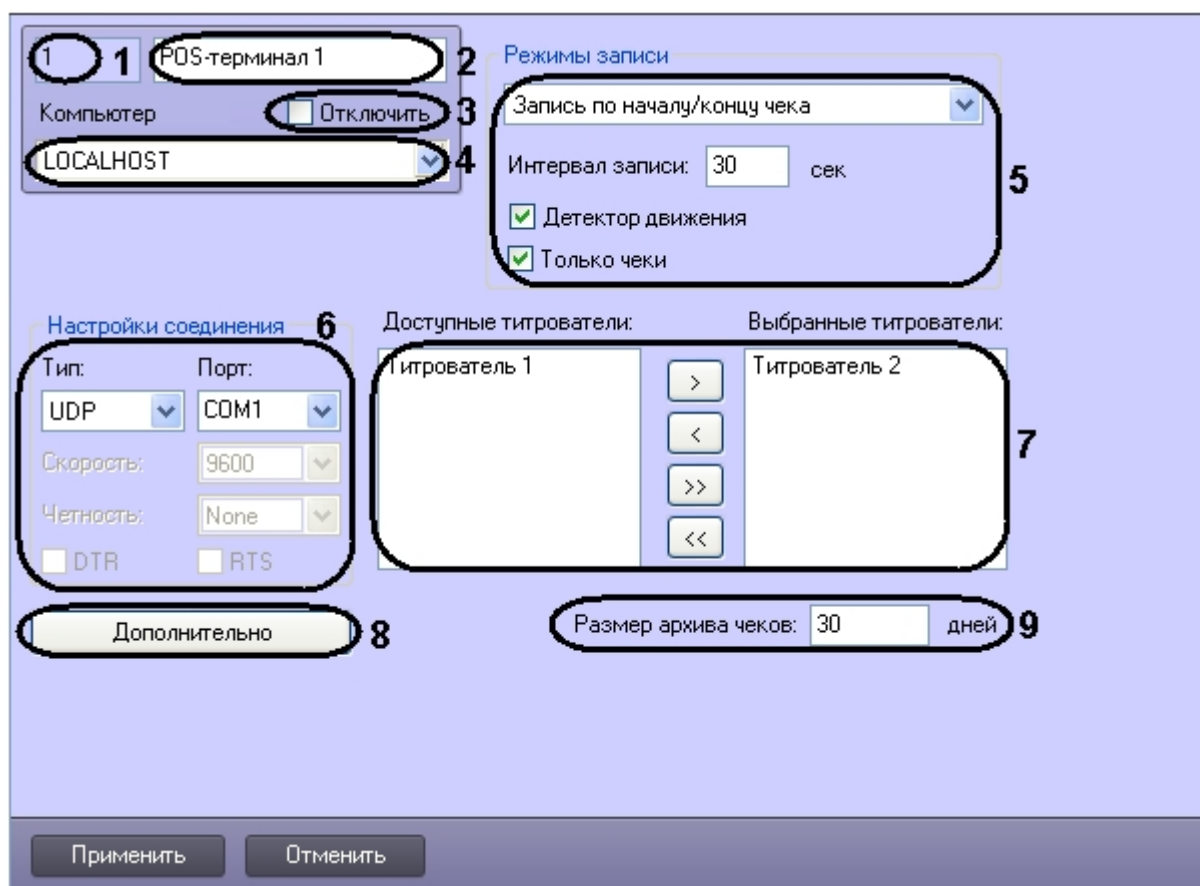 1 1 POS-терминал 1 2
Компьютер Отключить 3
LOCALHOST 4
Режимы записи
Запись по началу/концу чека
Интервал записи: 30 сек 5
Детектор движения
Только чеки
Настройки соединения 6
Тип: Порт:
UDP COM1
Скорость: 9600
Четность: None
DTR RTS
Доступные титрователи: Выбранные титрователи:
Титрователь 1 > Титрователь 2
<
>>
<<
7
Дополнительно 8
Размер архива чеков: 30 дней 9
Применить Отменить